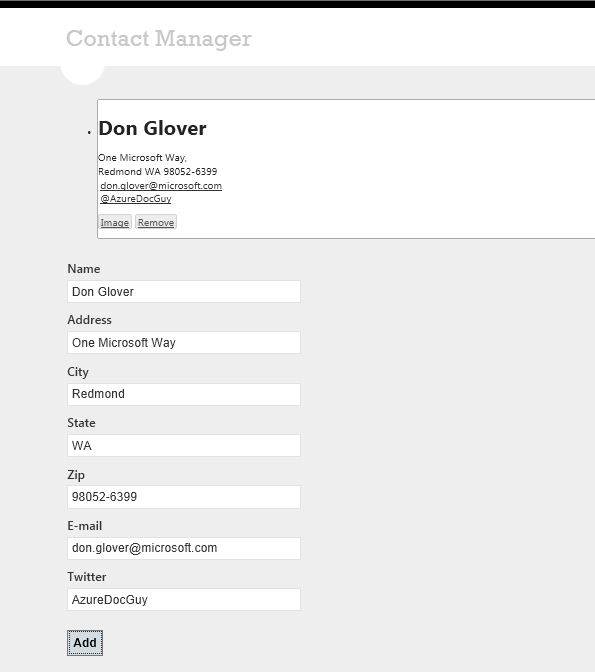 Contact Manager
Don Glover
One Microsoft Way,
Redmond WA 98052-6399
don.glover@microsoft.com
@AzureDocGuy
Image Remove
Name
Don Glover
Address
One Microsoft Way
City
Redmond
State
WA
Zip
98052-6399
E-mail
don.glover@microsoft.com
Twitter
AzureDocGuy
Add